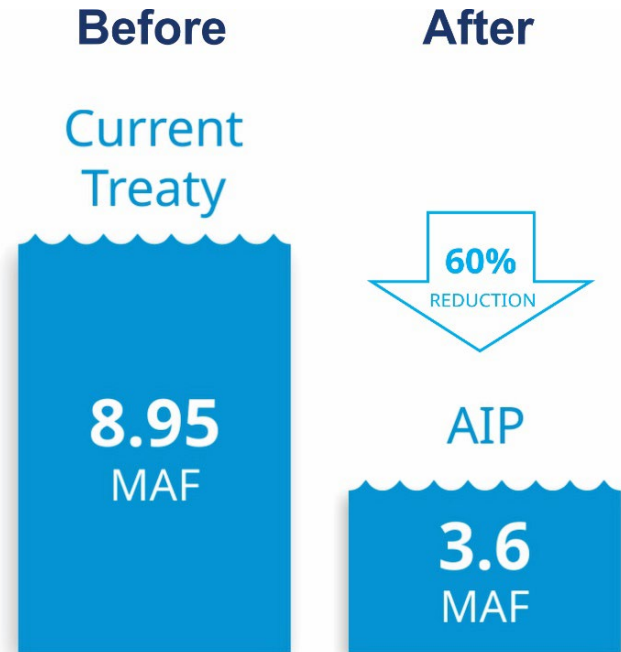 Before
Current
Treaty
8.95
MAF
After
60%
REDUCTION
AIP
3.6
MAF